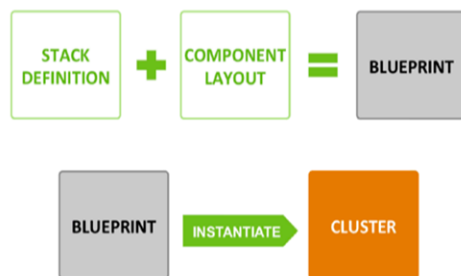 STACK
DEFINITION
COMPONENT
LAYOUT
BLUEPRINT
BLUEPRINT
INSTANTIATE
CLUSTER